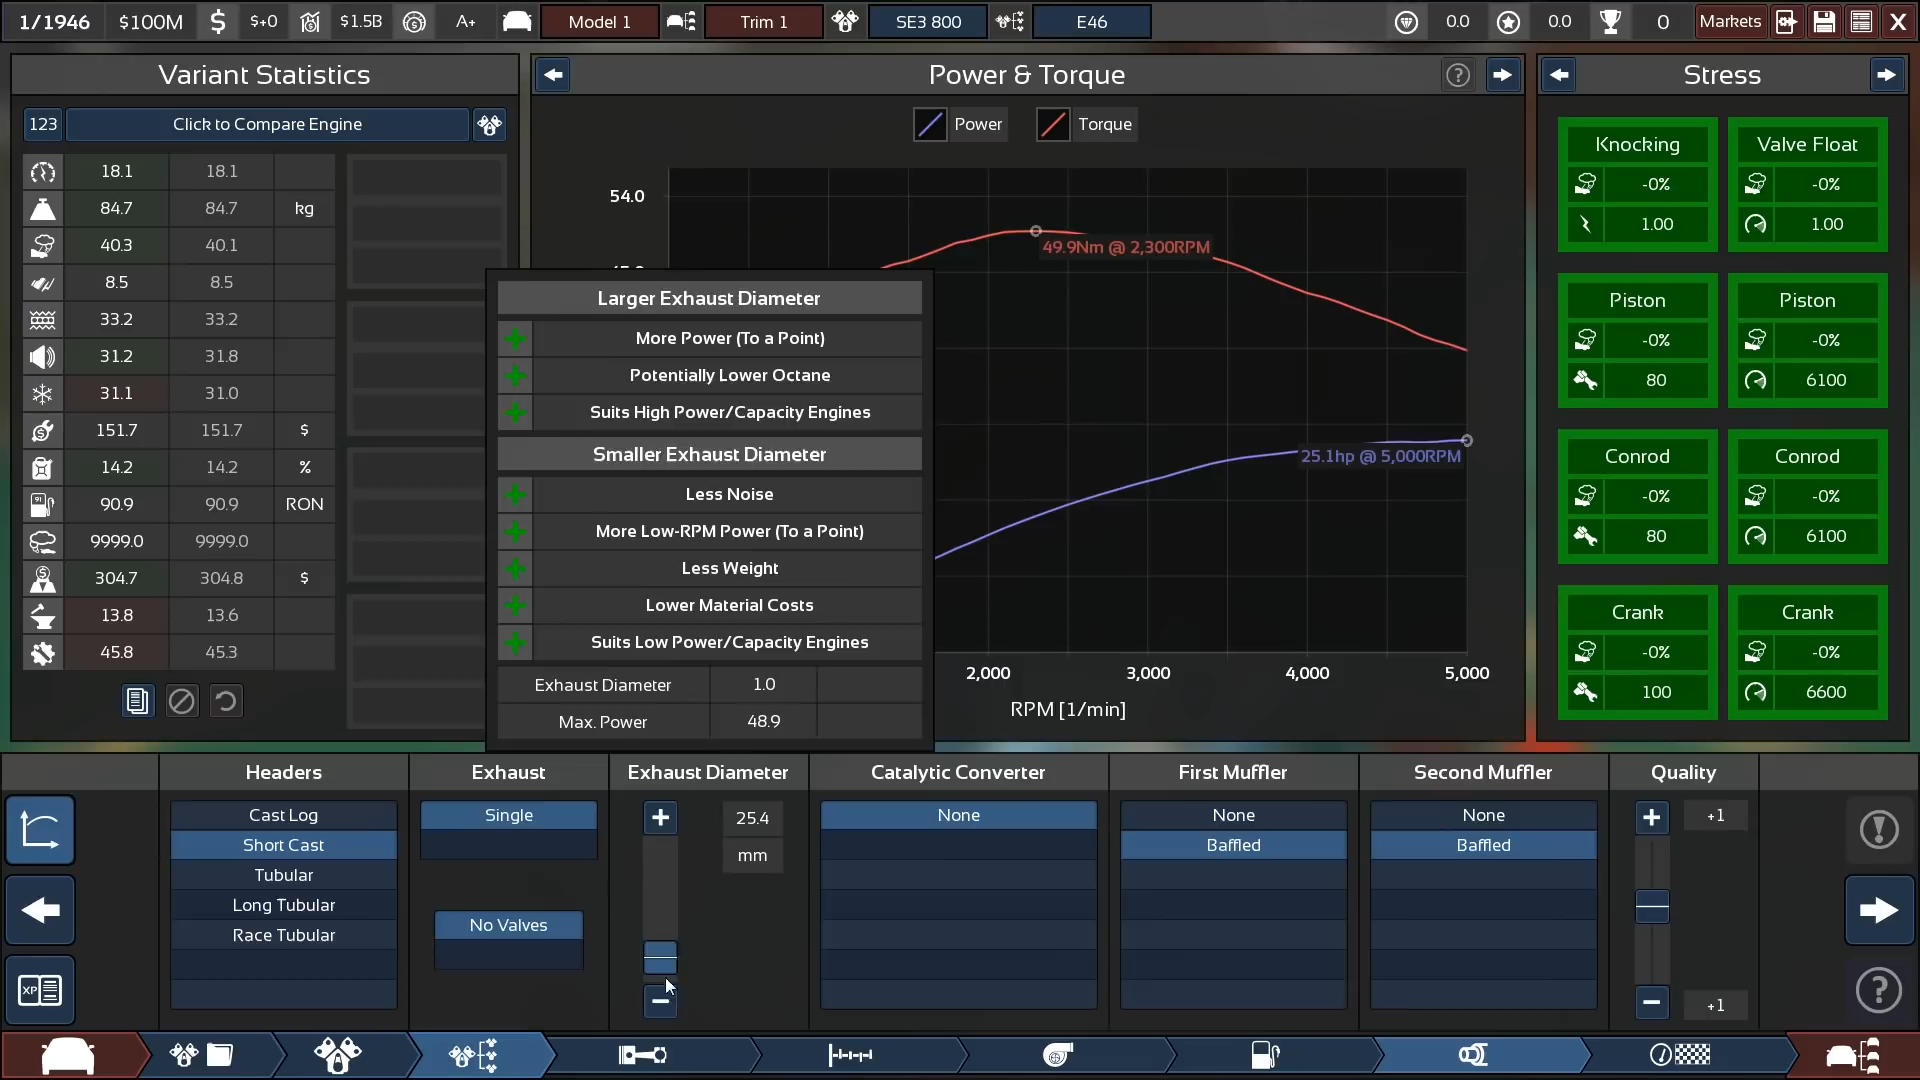 1/1946 $100M $+0 $1.5B A+ Model 1 Trim 1 SE3 800 E46 0.0 0.0 0 Markets
Variant Statistics
123 Click to Compare Engine
18.1 18.1
84.7 84.7 kg
40.3 40.1
8.5 8.5
33.2 33.2
31.2 31.8
31.1 31.0
151.7 151.7 $
14.2 14.2 %
90.9 90.9 RON
9999.0 9999.0
304.7 304.8 $
13.8 13.6
45.8 45.3
Power & Torque
Power Torque
54.0
49.9Nm @ 2,300RPM
25.1hp @ 5,000RPM
2,000 3,000 4,000 5,000
RPM [1/min]
Larger Exhaust Diameter
More Power (To a Point)
Potentially Lower Octane
Suits High Power/Capacity Engines
Smaller Exhaust Diameter
Less Noise
More Low-RPM Power (To a Point)
Less Weight
Lower Material Costs
Suits Low Power/Capacity Engines
Exhaust Diameter 1.0
Max. Power 48.9
Stress
Knocking Valve Float
-0% -0%
1.00 1.00
Piston Piston
-0% -0%
80 6100
Conrod Conrod
-0% -0%
80 6100
Crank Crank
-0% -0%
100 6600
Headers
Cast Log
Short Cast
Tubular
Long Tubular
Race Tubular
Exhaust
Single
No Valves
Exhaust Diameter
25.4
mm
Catalytic Converter
None
First Muffler
None
Baffled
Second Muffler
None
Baffled
Quality
+1
+1
XP